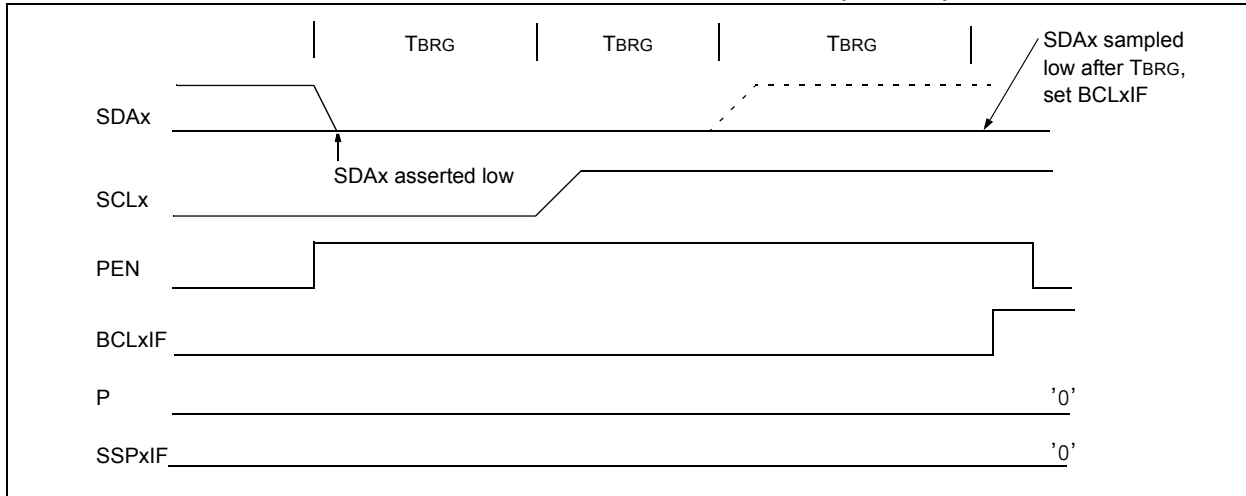 TBRG TBRG TBRG
SDAx sampled
low after TBRG,
set BCLxIF
SDAx
SDAx asserted low
SCLx
PEN
BCLxIF
P '0'
SSPxIF '0'